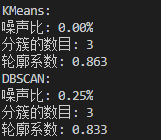 KMeans:
噪声比: 0.00%
分簇的数目: 3
轮廓系数: 0.863
DBSCAN:
噪声比: 0.25%
分簇的数目: 3
轮廓系数: 0.833